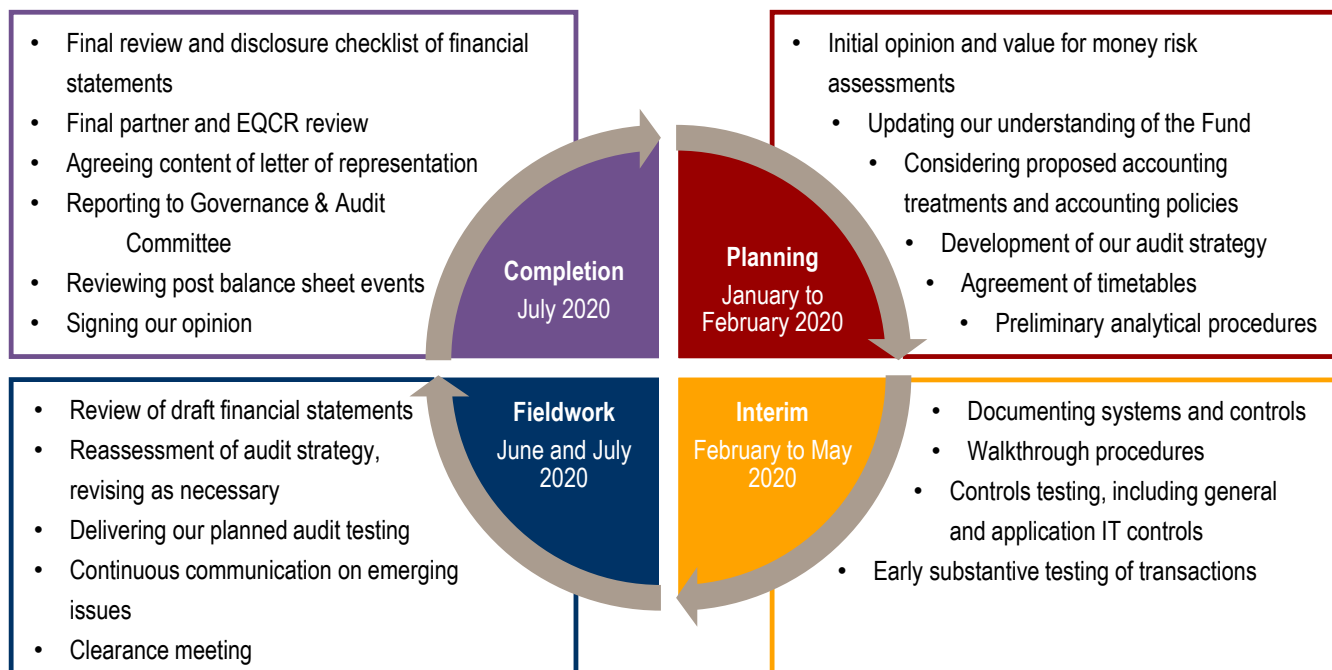 • Final review and disclosure checklist of financial
statements
• Final partner and EQCR review
• Agreeing content of letter of representation
• Reporting to Governance & Audit
Committee
• Reviewing post balance sheet events
• Signing our opinion
Completion
July 2020
• Initial opinion and value for money risk
assessments
• Updating our understanding of the Fund
• Considering proposed accounting
treatments and accounting policies
• Development of our audit strategy
• Agreement of timetables
• Preliminary analytical procedures
Planning
January to
February 2020
• Review of draft financial statements
• Reassessment of audit strategy,
revising as necessary
• Delivering our planned audit testing
• Continuous communication on emerging
issues
• Clearance meeting
Fieldwork
June and July
2020
Interim
February to May
2020
• Documenting systems and controls
• Walkthrough procedures
• Controls testing, including general
and application IT controls
• Early substantive testing of transactions